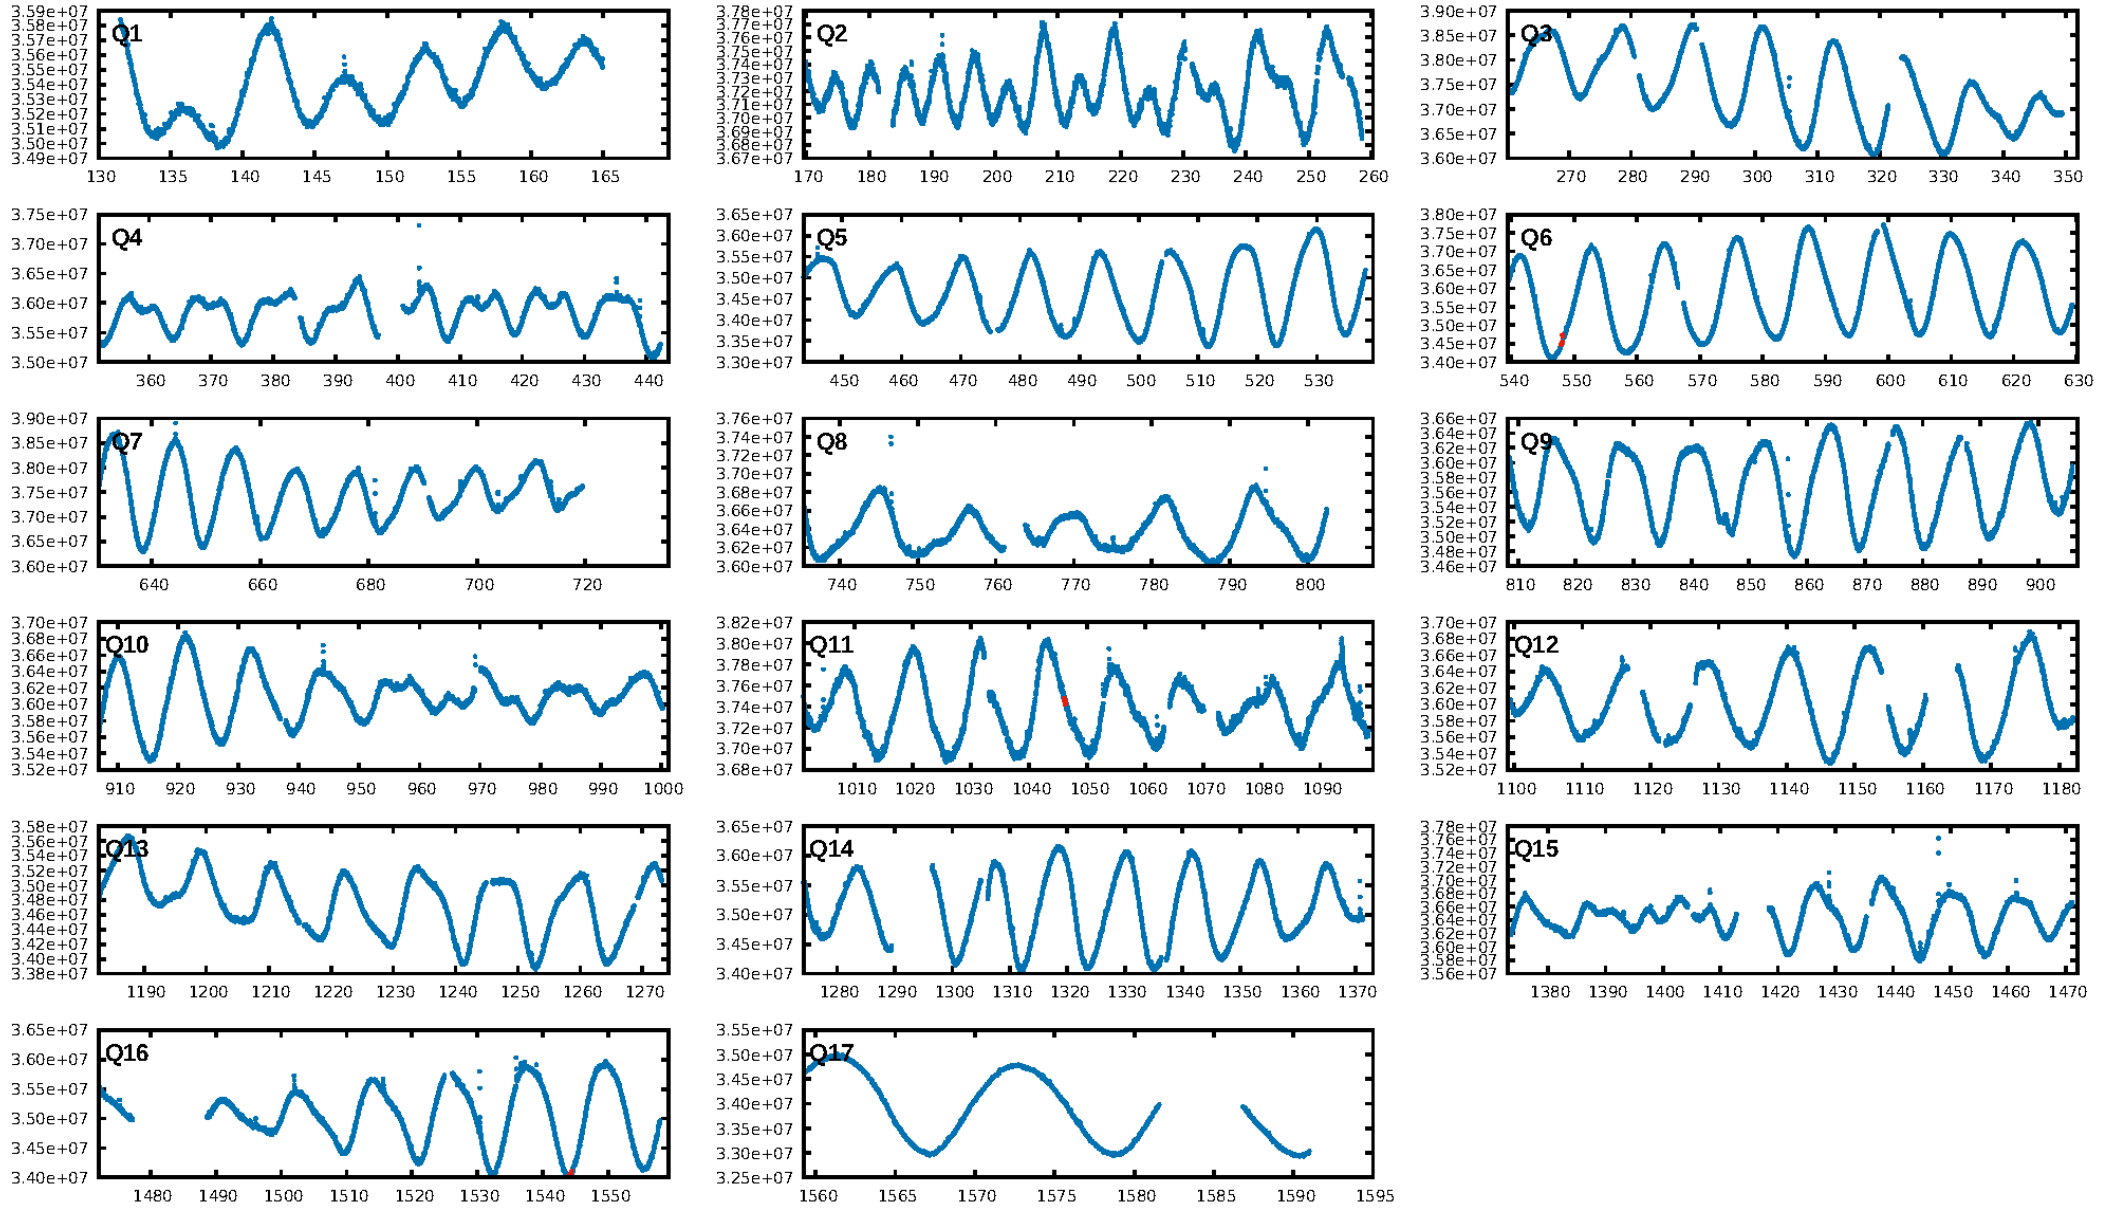 Q1
3.59e+07
3.58e+07
3.57e+07
3.56e+07
3.55e+07
3.54e+07
3.53e+07
3.52e+07
3.51e+07
3.50e+07
3.49e+07
130 135 140 145 150 155 160 165
Q2
3.78e+07
3.77e+07
3.76e+07
3.75e+07
3.74e+07
3.73e+07
3.72e+07
3.71e+07
3.70e+07
3.69e+07
3.68e+07
3.67e+07
170 180 190 200 210 220 230 240 250 260
Q3
3.90e+07
3.85e+07
3.80e+07
3.75e+07
3.70e+07
3.65e+07
3.60e+07
270 280 290 300 310 320 330 340 350
Q4
3.75e+07
3.70e+07
3.65e+07
3.60e+07
3.55e+07
3.50e+07
360 370 380 390 400 410 420 430 440
Q5
3.65e+07
3.60e+07
3.55e+07
3.50e+07
3.45e+07
3.40e+07
3.35e+07
3.30e+07
450 460 470 480 490 500 510 520 530
Q6
3.80e+07
3.75e+07
3.70e+07
3.65e+07
3.60e+07
3.55e+07
3.50e+07
3.45e+07
3.40e+07
540 550 560 570 580 590 600 610 620 630
Q7
3.90e+07
3.85e+07
3.80e+07
3.75e+07
3.70e+07
3.65e+07
3.60e+07
640 660 680 700 720
Q8
3.76e+07
3.74e+07
3.72e+07
3.70e+07
3.68e+07
3.66e+07
3.64e+07
3.62e+07
3.60e+07
740 750 760 770 780 790 800
Q9
3.66e+07
3.64e+07
3.62e+07
3.60e+07
3.58e+07
3.56e+07
3.54e+07
3.52e+07
3.50e+07
3.48e+07
3.46e+07
810 820 830 840 850 860 870 880 890 900
Q10
3.70e+07
3.68e+07
3.66e+07
3.64e+07
3.62e+07
3.60e+07
3.58e+07
3.56e+07
3.54e+07
3.52e+07
910 920 930 940 950 960 970 980 990 1000
Q11
3.82e+07
3.80e+07
3.78e+07
3.76e+07
3.74e+07
3.72e+07
3.70e+07
3.68e+07
1010 1020 1030 1040 1050 1060 1070 1080 1090
Q12
3.70e+07
3.68e+07
3.66e+07
3.64e+07
3.62e+07
3.60e+07
3.58e+07
3.56e+07
3.54e+07
3.52e+07
1100 1110 1120 1130 1140 1150 1160 1170 1180
Q13
3.58e+07
3.56e+07
3.54e+07
3.52e+07
3.50e+07
3.48e+07
3.46e+07
3.44e+07
3.42e+07
3.40e+07
3.38e+07
1190 1200 1210 1220 1230 1240 1250 1260 1270
Q14
3.65e+07
3.60e+07
3.55e+07
3.50e+07
3.45e+07
3.40e+07
1280 1290 1300 1310 1320 1330 1340 1350 1360 1370
Q15
3.78e+07
3.76e+07
3.74e+07
3.72e+07
3.70e+07
3.68e+07
3.66e+07
3.64e+07
3.62e+07
3.60e+07
3.58e+07
3.56e+07
1380 1390 1400 1410 1420 1430 1440 1450 1460 1470
Q16
3.65e+07
3.60e+07
3.55e+07
3.50e+07
3.45e+07
3.40e+07
1480 1490 1500 1510 1520 1530 1540 1550
Q17
3.55e+07
3.50e+07
3.45e+07
3.40e+07
3.35e+07
3.30e+07
3.25e+07
1560 1565 1570 1575 1580 1585 1590 1595